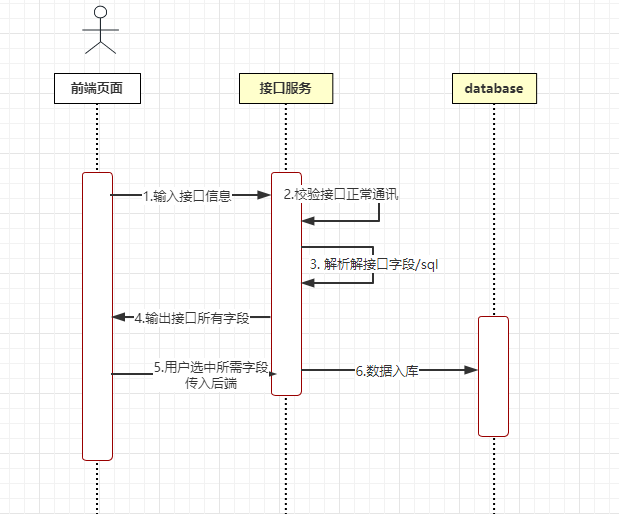 前端页面
接口服务
database
1.输入接口信息
2.校验接口正常通讯
3. 解析解接口字段/sql
4.输出接口所有字段
5.用户选中所需字段
传入后端
6.数据入库